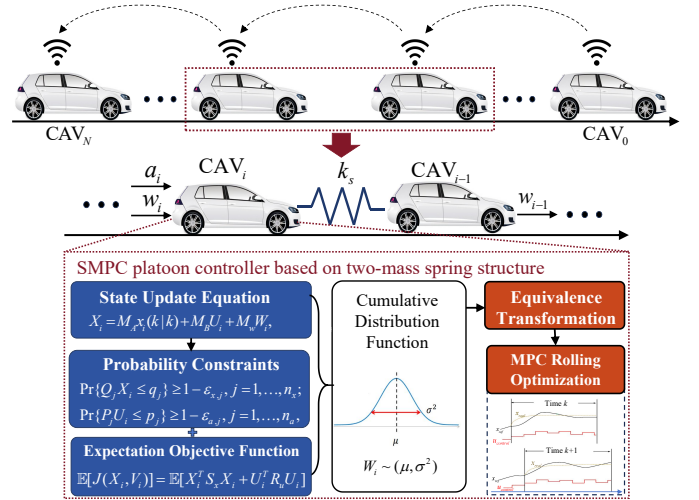 CAV_N
CAV_0
a_i
w_i
CAV_i
k_s
CAV_{i-1}
w_{i-1}
SMPC platoon controller based on two-mass spring structure
State Update Equation
X_i = M_A x_i(k|k) + M_B U_i + M_w W_i,
Probability Constraints
Pr{Q_j X_i ≤ q_j} ≥ 1 − ε_{x,j}, j = 1,…,n_x;
Pr{P_j U_i ≤ p_j} ≥ 1 − ε_{a,j}, j = 1,…,n_a,
Expectation Objective Function
𝔼[J(X_i,V_i)] = 𝔼[X_i^T S_x X_i + U_i^T R_u U_i]
Cumulative
Distribution
Function
σ²
μ
W_i ~ (μ, σ²)
Equivalence
Transformation
MPC Rolling
Optimization
Time k
Time k+1